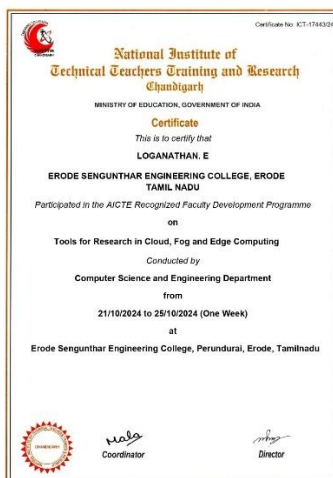 Certificate No: ICT-17443/24
National Institute of
Technical Teachers Training and Research
Chandigarh
MINISTRY OF EDUCATION, GOVERNMENT OF INDIA
Certificate
This is to certify that
LOGANATHAN. E
ERODE SENGUNTHAR ENGINEERING COLLEGE, ERODE
TAMIL NADU
Participated in the AICTE Recognized Faculty Development Programme
on
Tools for Research in Cloud, Fog and Edge Computing
Conducted by
Computer Science and Engineering Department
from
21/10/2024 to 25/10/2024 (One Week)
at
Erode Sengunthar Engineering College, Perundurai, Erode, Tamilnadu
Coordinator
Director